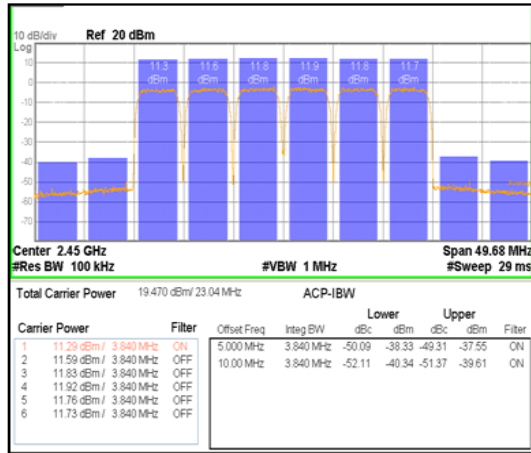 10 dB/div Ref 20 dBm
Log
11.3 11.6 11.8 11.9 11.8 11.7
dBm dBm dBm dBm dBm dBm
10
0
-10
-20
-30
-40
-50
-60
-70
Center 2.45 GHz Span 49.68 MHz
#Res BW 100 kHz #VBW 1 MHz #Sweep 29 ms
Total Carrier Power 19.470 dBm/ 23.04 MHz ACP-IBW
Lower Upper
Carrier Power Filter Offset Freq Integ BW dBc dBm dBc dBm Filter
1 11.29 dBm / 3.840 MHz ON 5.000 MHz 3.840 MHz -50.09 -38.33 -49.31 -37.55 ON
2 11.59 dBm / 3.840 MHz OFF 10.00 MHz 3.840 MHz -52.11 -40.34 -51.37 -39.61 ON
3 11.83 dBm / 3.840 MHz OFF
4 11.92 dBm / 3.840 MHz OFF
5 11.76 dBm / 3.840 MHz OFF
6 11.73 dBm / 3.840 MHz OFF